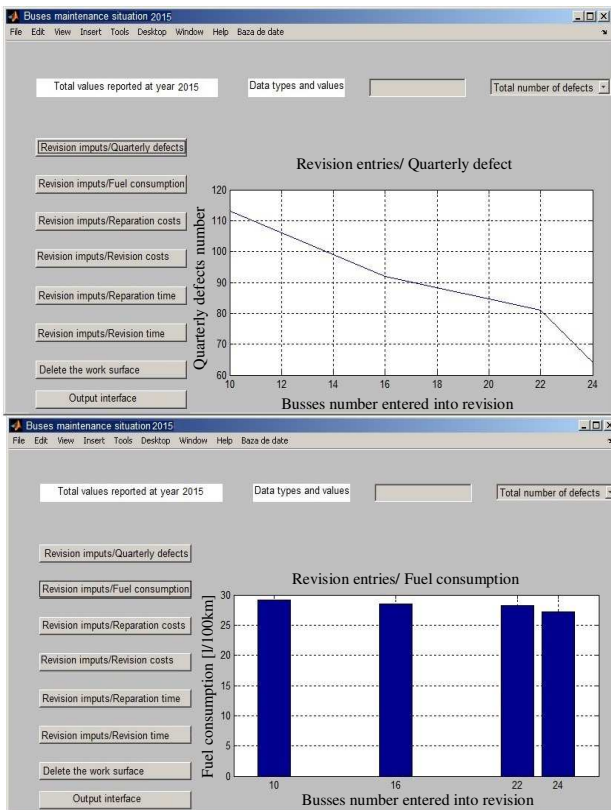 Buses maintenance situation 2015
File Edit View Insert Tools Desktop Window Help Baza de date
Total values reported at year 2015 Data types and values Total number of defects
Revision imputs/Quarterly defects
Revision imputs/Fuel consumption
Revision imputs/Reparation costs
Revision imputs/Revision costs
Revision imputs/Reparation time
Revision imputs/Revision time
Delete the work surface
Output interface
Revision entries/ Quarterly defect
Quarterly defects number
120
110
100
90
80
70
60
10 12 14 16 18 20 22 24
Busses number entered into revision
Buses maintenance situation 2015
File Edit View Insert Tools Desktop Window Help Baza de date
Total values reported at year 2015 Data types and values Total number of defects
Revision imputs/Quarterly defects
Revision imputs/Fuel consumption
Revision imputs/Reparation costs
Revision imputs/Revision costs
Revision imputs/Reparation time
Revision imputs/Revision time
Delete the work surface
Output interface
Revision entries/ Fuel consumption
Fuel consumption [l/100km]
30
25
20
15
10
5
0
10 16 22 24
Busses number entered into revision